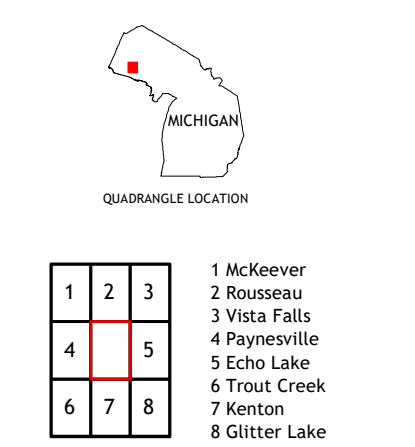 MICHIGAN
QUADRANGLE LOCATION
1 2 3
4 5
6 7 8
1 McKeever
2 Rousseau
3 Vista Falls
4 Paynesville
5 Echo Lake
6 Trout Creek
7 Kenton
8 Glitter Lake